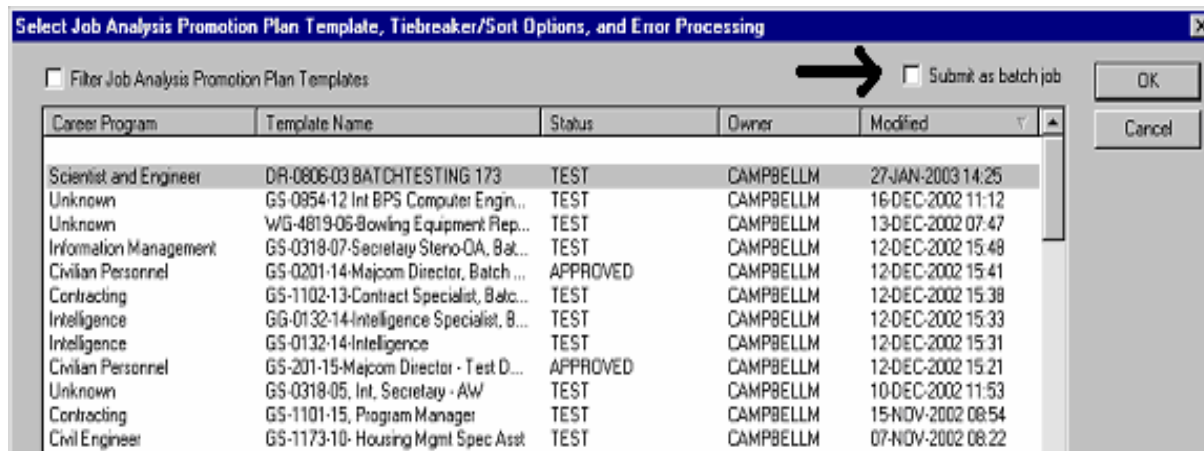 Select Job Analysis Promotion Plan Template, Tiebreaker/Sort Options, and Error Processing
Filter Job Analysis Promotion Plan Templates Submit as batch job OK
Career Program Template Name Status Owner Modified Cancel
Scientist and Engineer DR-0806-03 BATCHTESTING 173 TEST CAMPBELLM 27-JAN-2003 14:25
Unknown GS-0854-12 Int BPS Computer Engin... TEST CAMPBELLM 16-DEC-2002 11:12
Unknown WG-4819-06-Bowling Equipment Rep... TEST CAMPBELLM 13-DEC-2002 07:47
Information Management GS-0318-07-Secretary Steno-OA, Bat... TEST CAMPBELLM 12-DEC-2002 15:48
Civilian Personnel GS-0201-14-Majcom Director, Batch ... APPROVED CAMPBELLM 12-DEC-2002 15:41
Contracting GS-1102-13-Contract Specialist, Batc... TEST CAMPBELLM 12-DEC-2002 15:38
Intelligence GG-0132-14-Intelligence Specialist, B... TEST CAMPBELLM 12-DEC-2002 15:33
Intelligence GS-0132-14-Intelligence TEST CAMPBELLM 12-DEC-2002 15:31
Civilian Personnel GS-201-15-Majcom Director - Test D... APPROVED CAMPBELLM 12-DEC-2002 15:21
Unknown GS-0318-05, Int, Secretary - AW TEST CAMPBELLM 10-DEC-2002 11:53
Contracting GS-1101-15, Program Manager TEST CAMPBELLM 15-NOV-2002 08:54
Civil Engineer GS-1173-10- Housing Mgmt Spec Asst TEST CAMPBELLM 07-NOV-2002 08:22